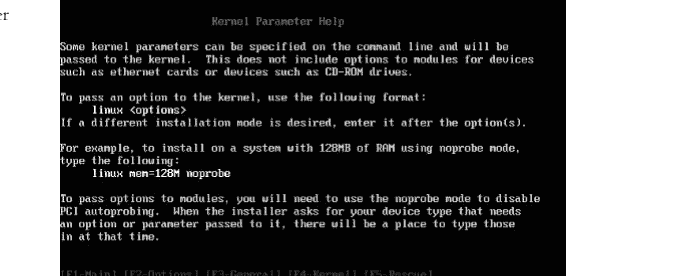 er
Kernel Parameter Help
Some kernel parameters can be specified on the command line and will be
passed to the kernel.  This does not include options to modules for devices
such as ethernet cards or devices such as CD-ROM drives.
To pass an option to the kernel, use the following format:
linux <options>
If a different installation mode is desired, enter it after the option(s).
For example, to install on a system with 128MB of RAM using noprobe mode,
type the following:
linux mem=128M noprobe
To pass options to modules, you will need to use the noprobe mode to disable
PCI autoprobing.  When the installer asks for your device type that needs
an option or parameter passed to it, there will be a place to type those
in at that time.
[F1-Main] [F2-Options] [F3-General] [F4-Kernel] [F5-Rescue]